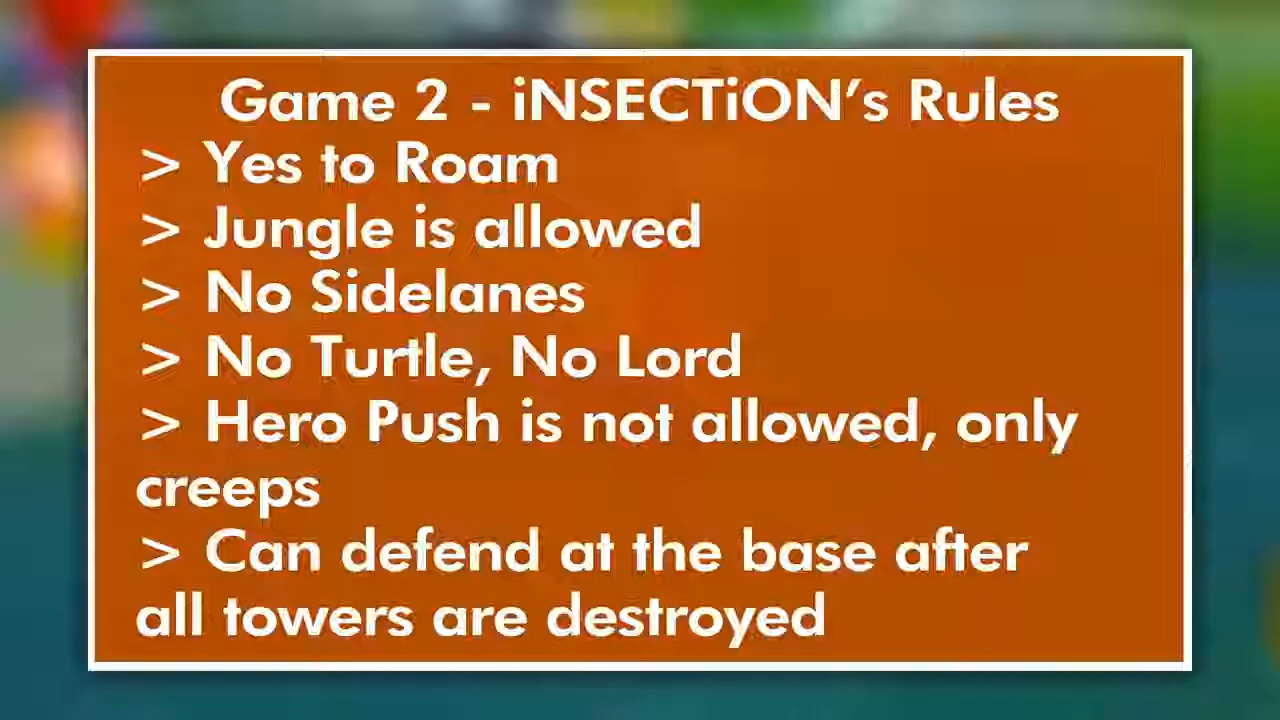 Game 2 - iNSECTiON's Rules
> Yes to Roam
> Jungle is allowed
> No Sidelanes
> No Turtle, No Lord
> Hero Push is not allowed, only
creeps
> Can defend at the base after
all towers are destroyed